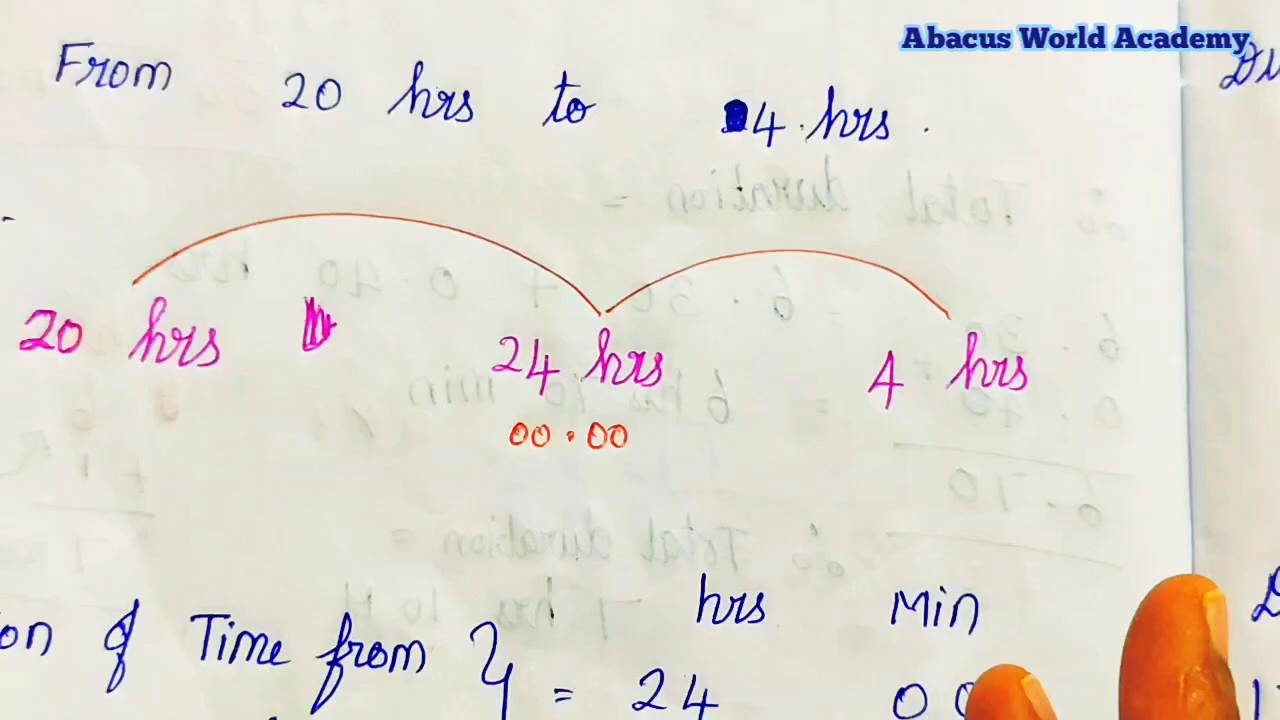 Abacus World Academy
From 20 hrs to 4 hrs.
20 hrs 24 hrs 4 hrs
00.00
hrs Min
on of Time from } = 24 00